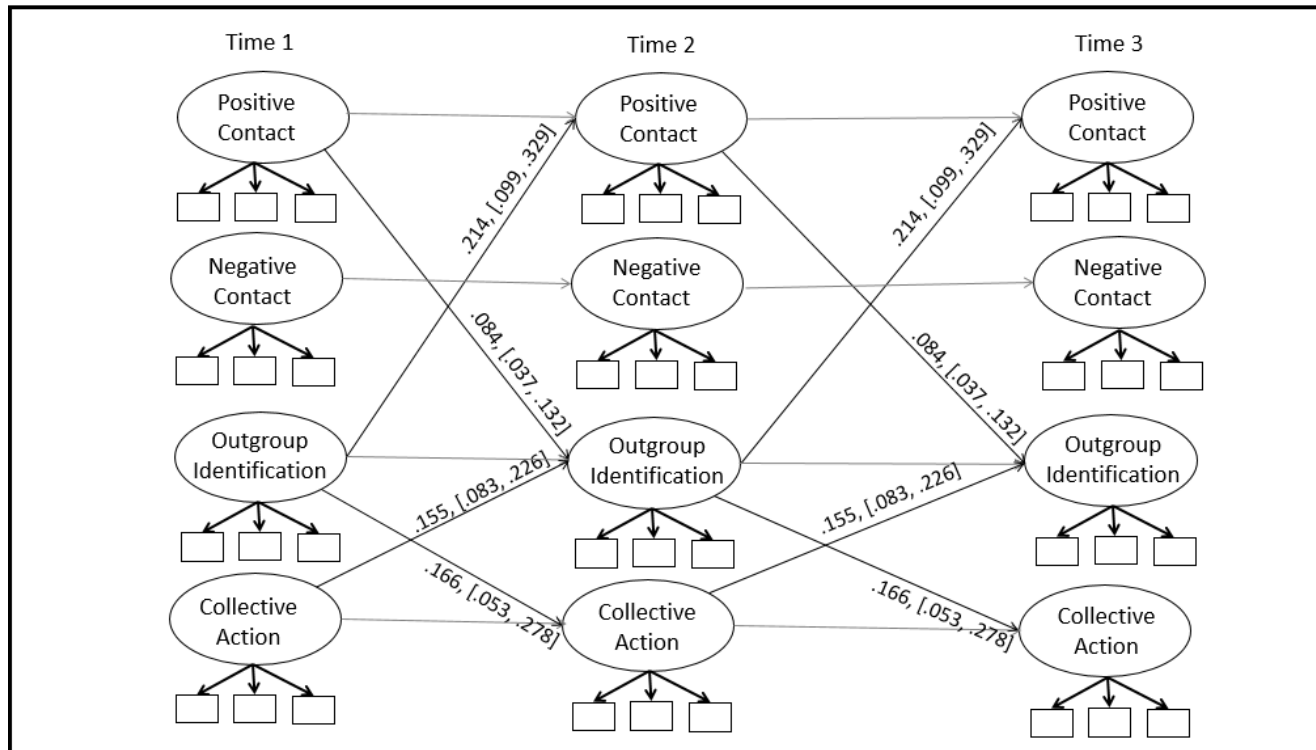 Time 1
Time 2
Time 3
Positive
Contact
Positive
Contact
Positive
Contact
.214, [.099, .329]
.214, [.099, .329]
Negative
Contact
Negative
Contact
Negative
Contact
.084, [.037, .132]
.084, [.037, .132]
Outgroup
Identification
Outgroup
Identification
Outgroup
Identification
.155, [.083, .226]
.155, [.083, .226]
.166, [.053, .278]
.166, [.053, .278]
Collective
Action
Collective
Action
Collective
Action